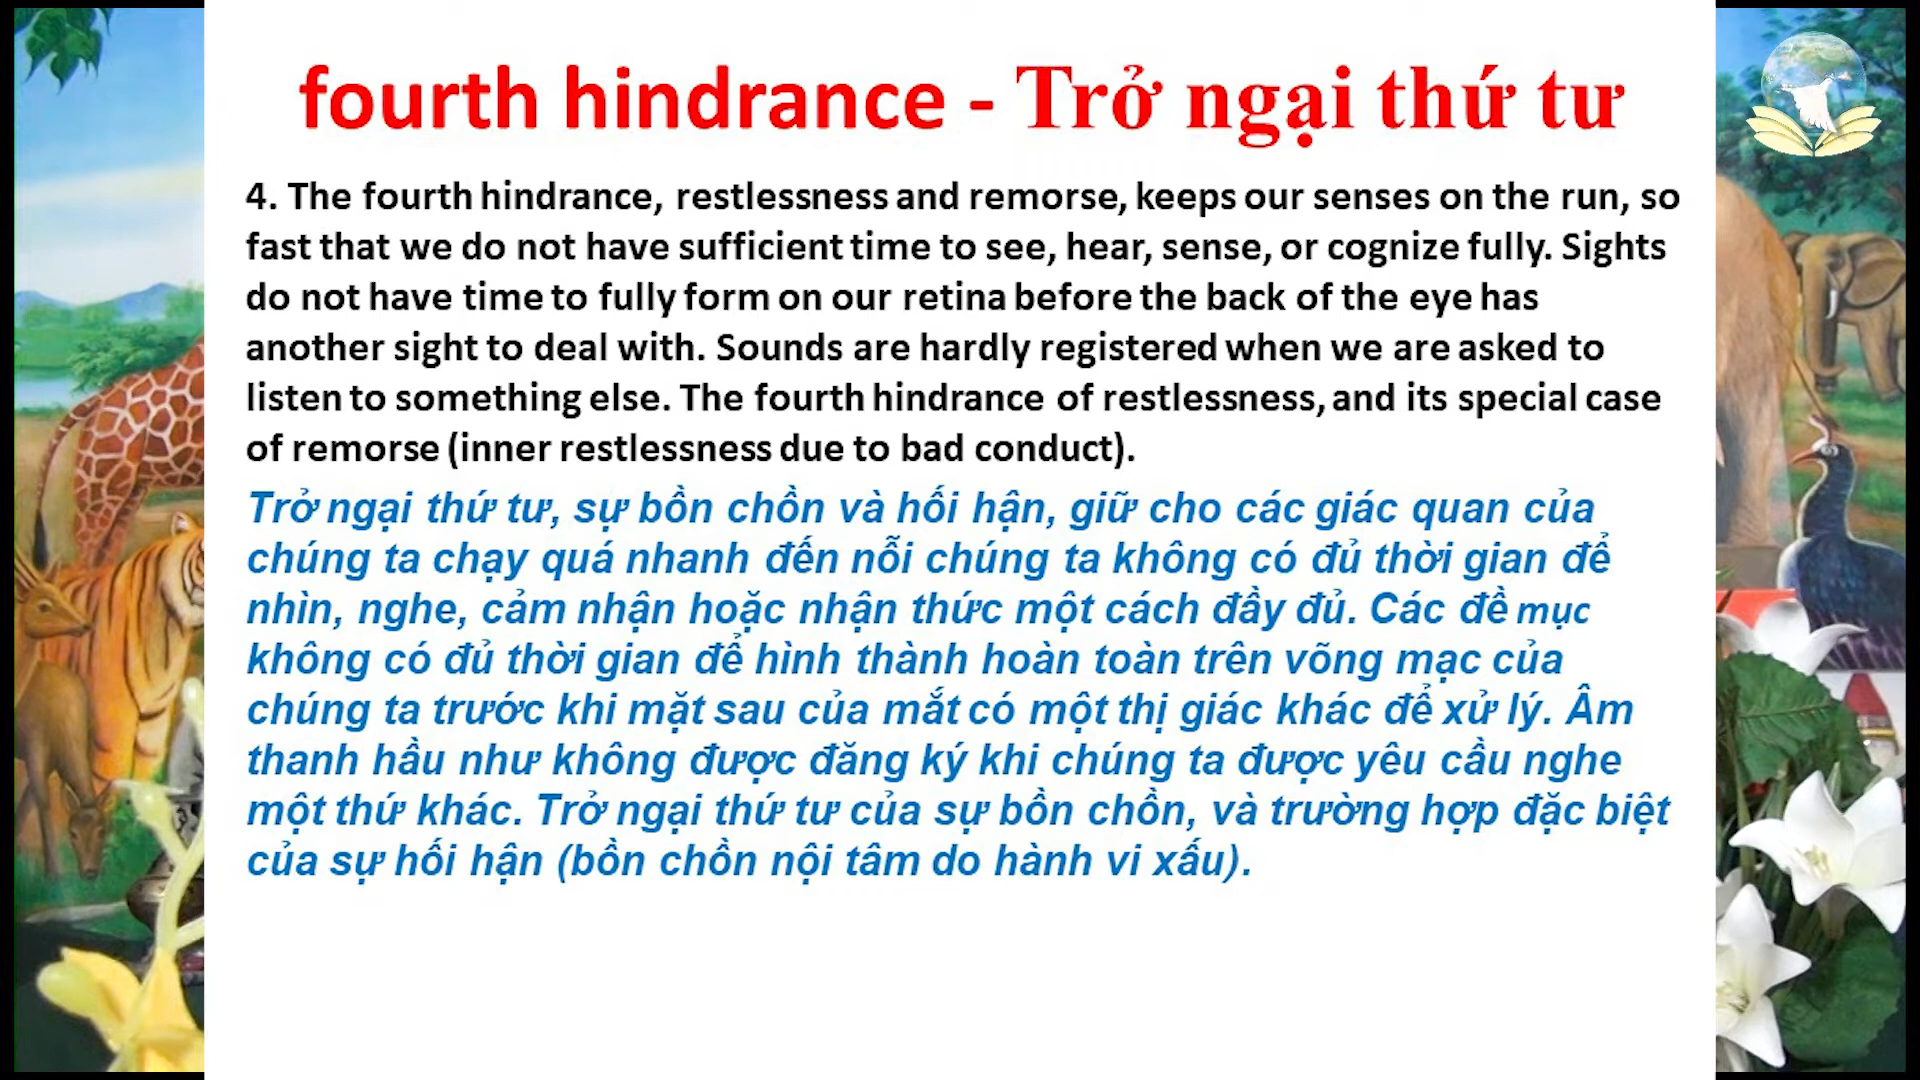 fourth hindrance - Trở ngại thứ tư
4. The fourth hindrance, restlessness and remorse, keeps our senses on the run, so
fast that we do not have sufficient time to see, hear, sense, or cognize fully. Sights
do not have time to fully form on our retina before the back of the eye has
another sight to deal with. Sounds are hardly registered when we are asked to
listen to something else. The fourth hindrance of restlessness, and its special case
of remorse (inner restlessness due to bad conduct).
Trở ngại thứ tư, sự bồn chồn và hối hận, giữ cho các giác quan của
chúng ta chạy quá nhanh đến nỗi chúng ta không có đủ thời gian để
nhìn, nghe, cảm nhận hoặc nhận thức một cách đầy đủ. Các đề mục
không có đủ thời gian để hình thành hoàn toàn trên võng mạc của
chúng ta trước khi mặt sau của mắt có một thị giác khác để xử lý. Âm
thanh hầu như không được đăng ký khi chúng ta được yêu cầu nghe
một thứ khác. Trở ngại thứ tư của sự bồn chồn, và trường hợp đặc biệt
của sự hối hận (bồn chồn nội tâm do hành vi xấu).